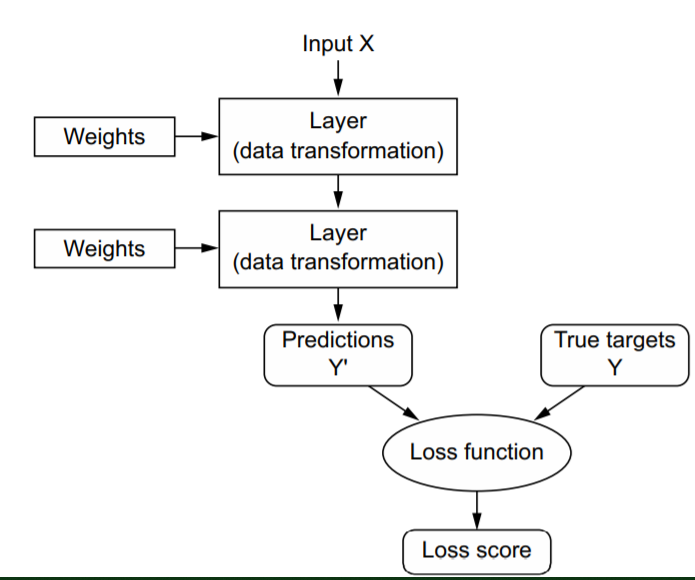 Input X
Weights
Layer
(data transformation)
Weights
Layer
(data transformation)
Predictions
Y'
True targets
Y
Loss function
Loss score